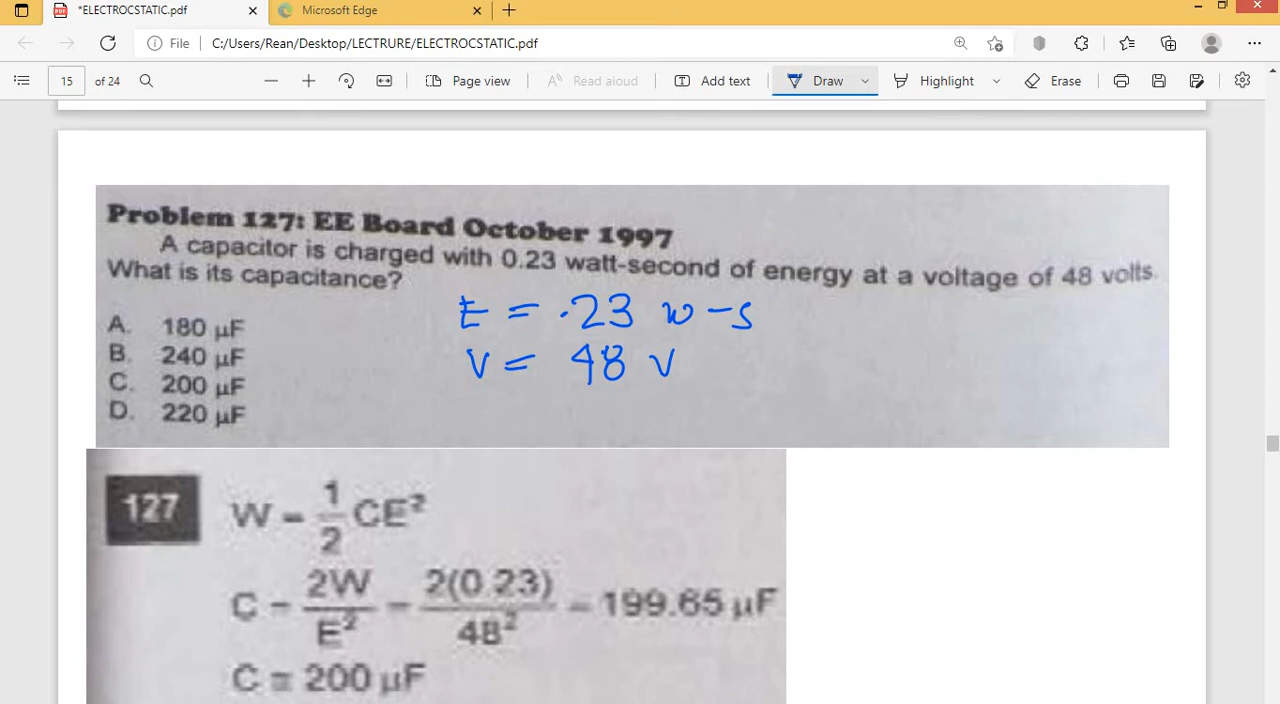 *ELECTROCSTATIC.pdf
Microsoft Edge
File C:/Users/Rean/Desktop/LECTRURE/ELECTROCSTATIC.pdf
15 of 24 Page view Read aloud Add text Draw Highlight Erase
Problem 127: EE Board October 1997
A capacitor is charged with 0.23 watt-second of energy at a voltage of 48 volts.
What is its capacitance?
A. 180 μF
B. 240 μF
C. 200 μF
D. 220 μF
E = .23 w-s
V = 48 V
127
W = 1/2 CE²
C = 2W/E² = 2(0.23)/48² = 199.65 μF
C ≅ 200 μF